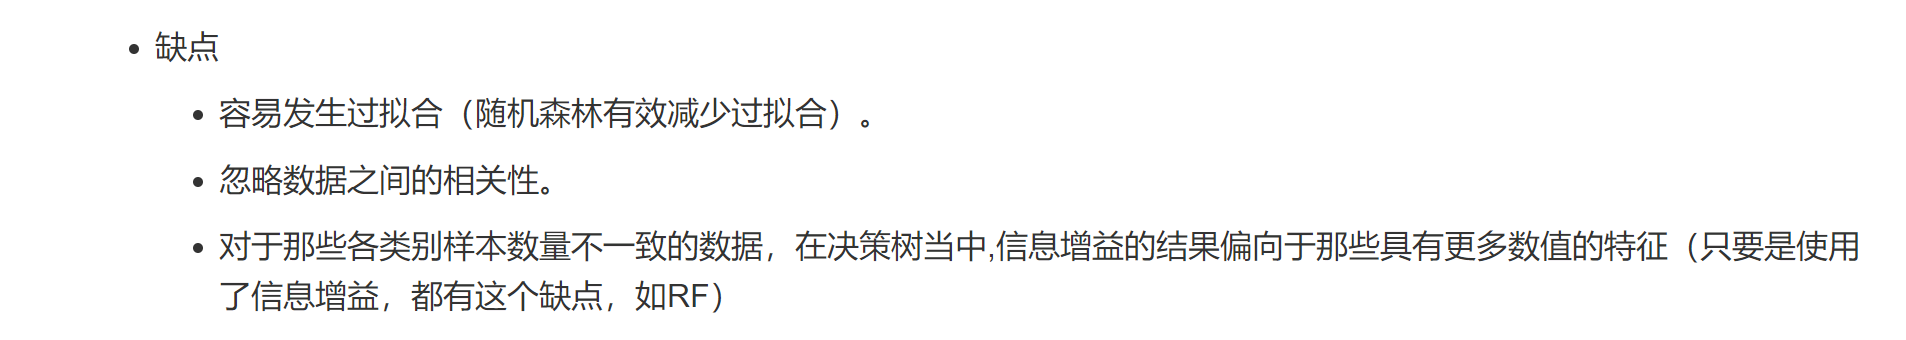 缺点
容易发生过拟合（随机森林有效减少过拟合）。
忽略数据之间的相关性。
对于那些各类别样本数量不一致的数据，在决策树当中,信息增益的结果偏向于那些具有更多数值的特征（只要是使用
了信息增益，都有这个缺点，如RF）